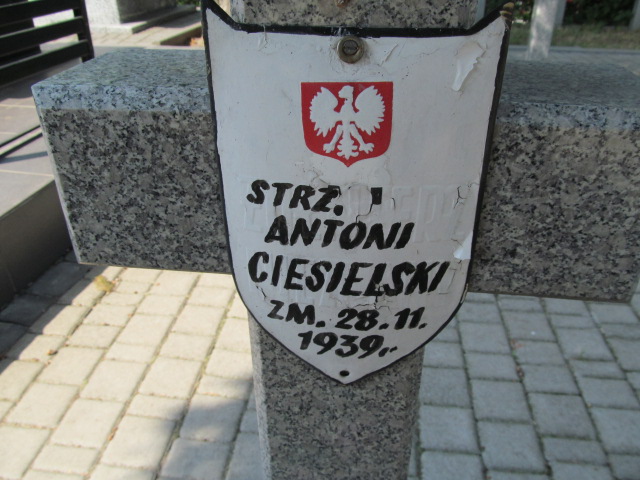 STRZ.
ANTONI
CIESIELSKI
ZM. 28.11.
1939..